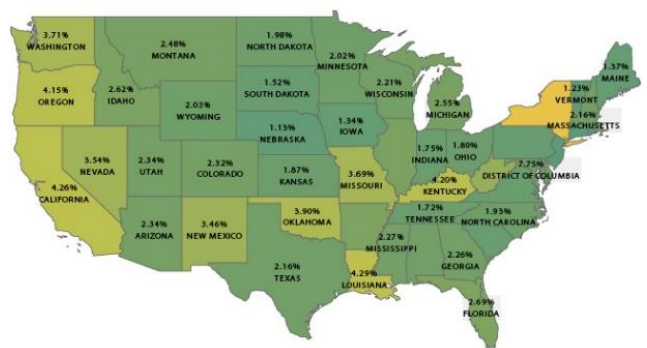 3.71%
WASHINGTON
2.48%
MONTANA
1.98%
NORTH DAKOTA
2.02%
MINNESOTA
1.37%
MAINE
4.15%
OREGON
2.62%
IDAHO
1.52%
SOUTH DAKOTA
2.21%
WISCONSIN
2.55%
MICHIGAN
1.23%
VERMONT
2.16%
MASSACHUSETTS
2.03%
WYOMING
1.13%
NEBRASKA
1.34%
IOWA
3.54%
NEVADA
2.34%
UTAH
2.32%
COLORADO
1.87%
KANSAS
3.69%
MISSOURI
1.75%
INDIANA
1.80%
OHIO
7.75%
DISTRICT OF COLUMBIA
4.26%
CALIFORNIA
4.20%
KENTUCKY
2.34%
ARIZONA
3.46%
NEW MEXICO
3.90%
OKLAHOMA
1.72%
TENNESSEE
1.93%
NORTH CAROLINA
2.27%
MISSISSIPPI
2.26%
GEORGIA
2.16%
TEXAS
4.29%
LOUISIANA
2.69%
FLORIDA